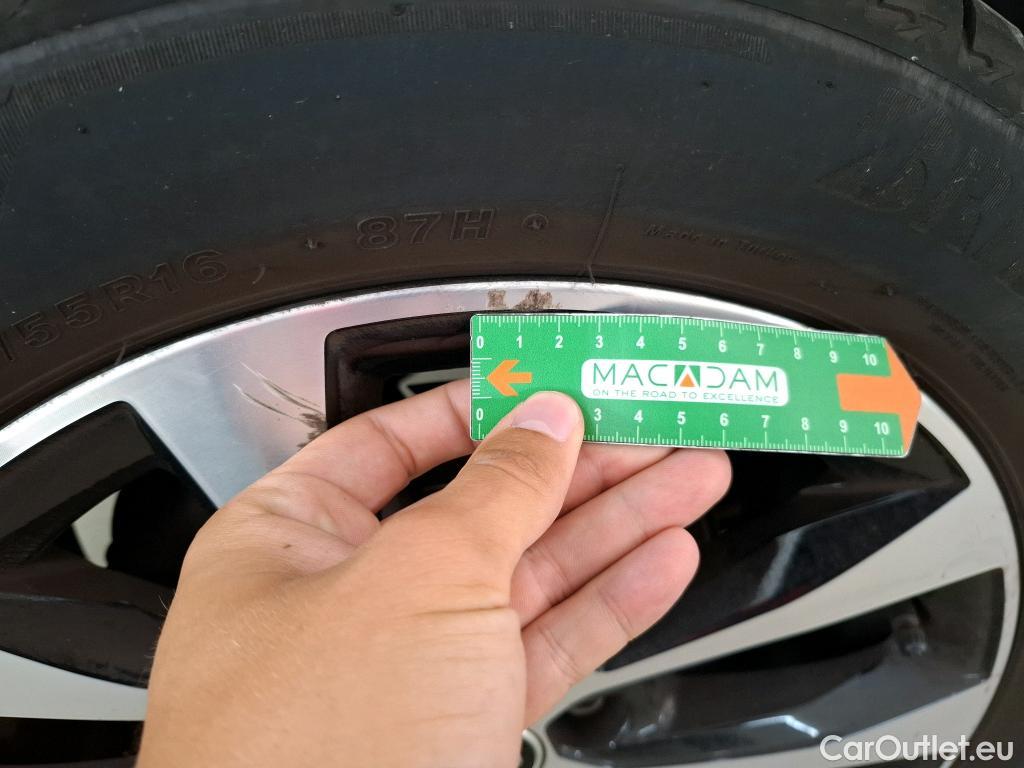 55R16 87H
Made in Turkey
0 1 2 3 4 5 6 7 8 9 10
MACADAM
ON THE ROAD TO EXCELLENCE
0 3 4 5 6 7 8 9 10
CarOutlet.eu